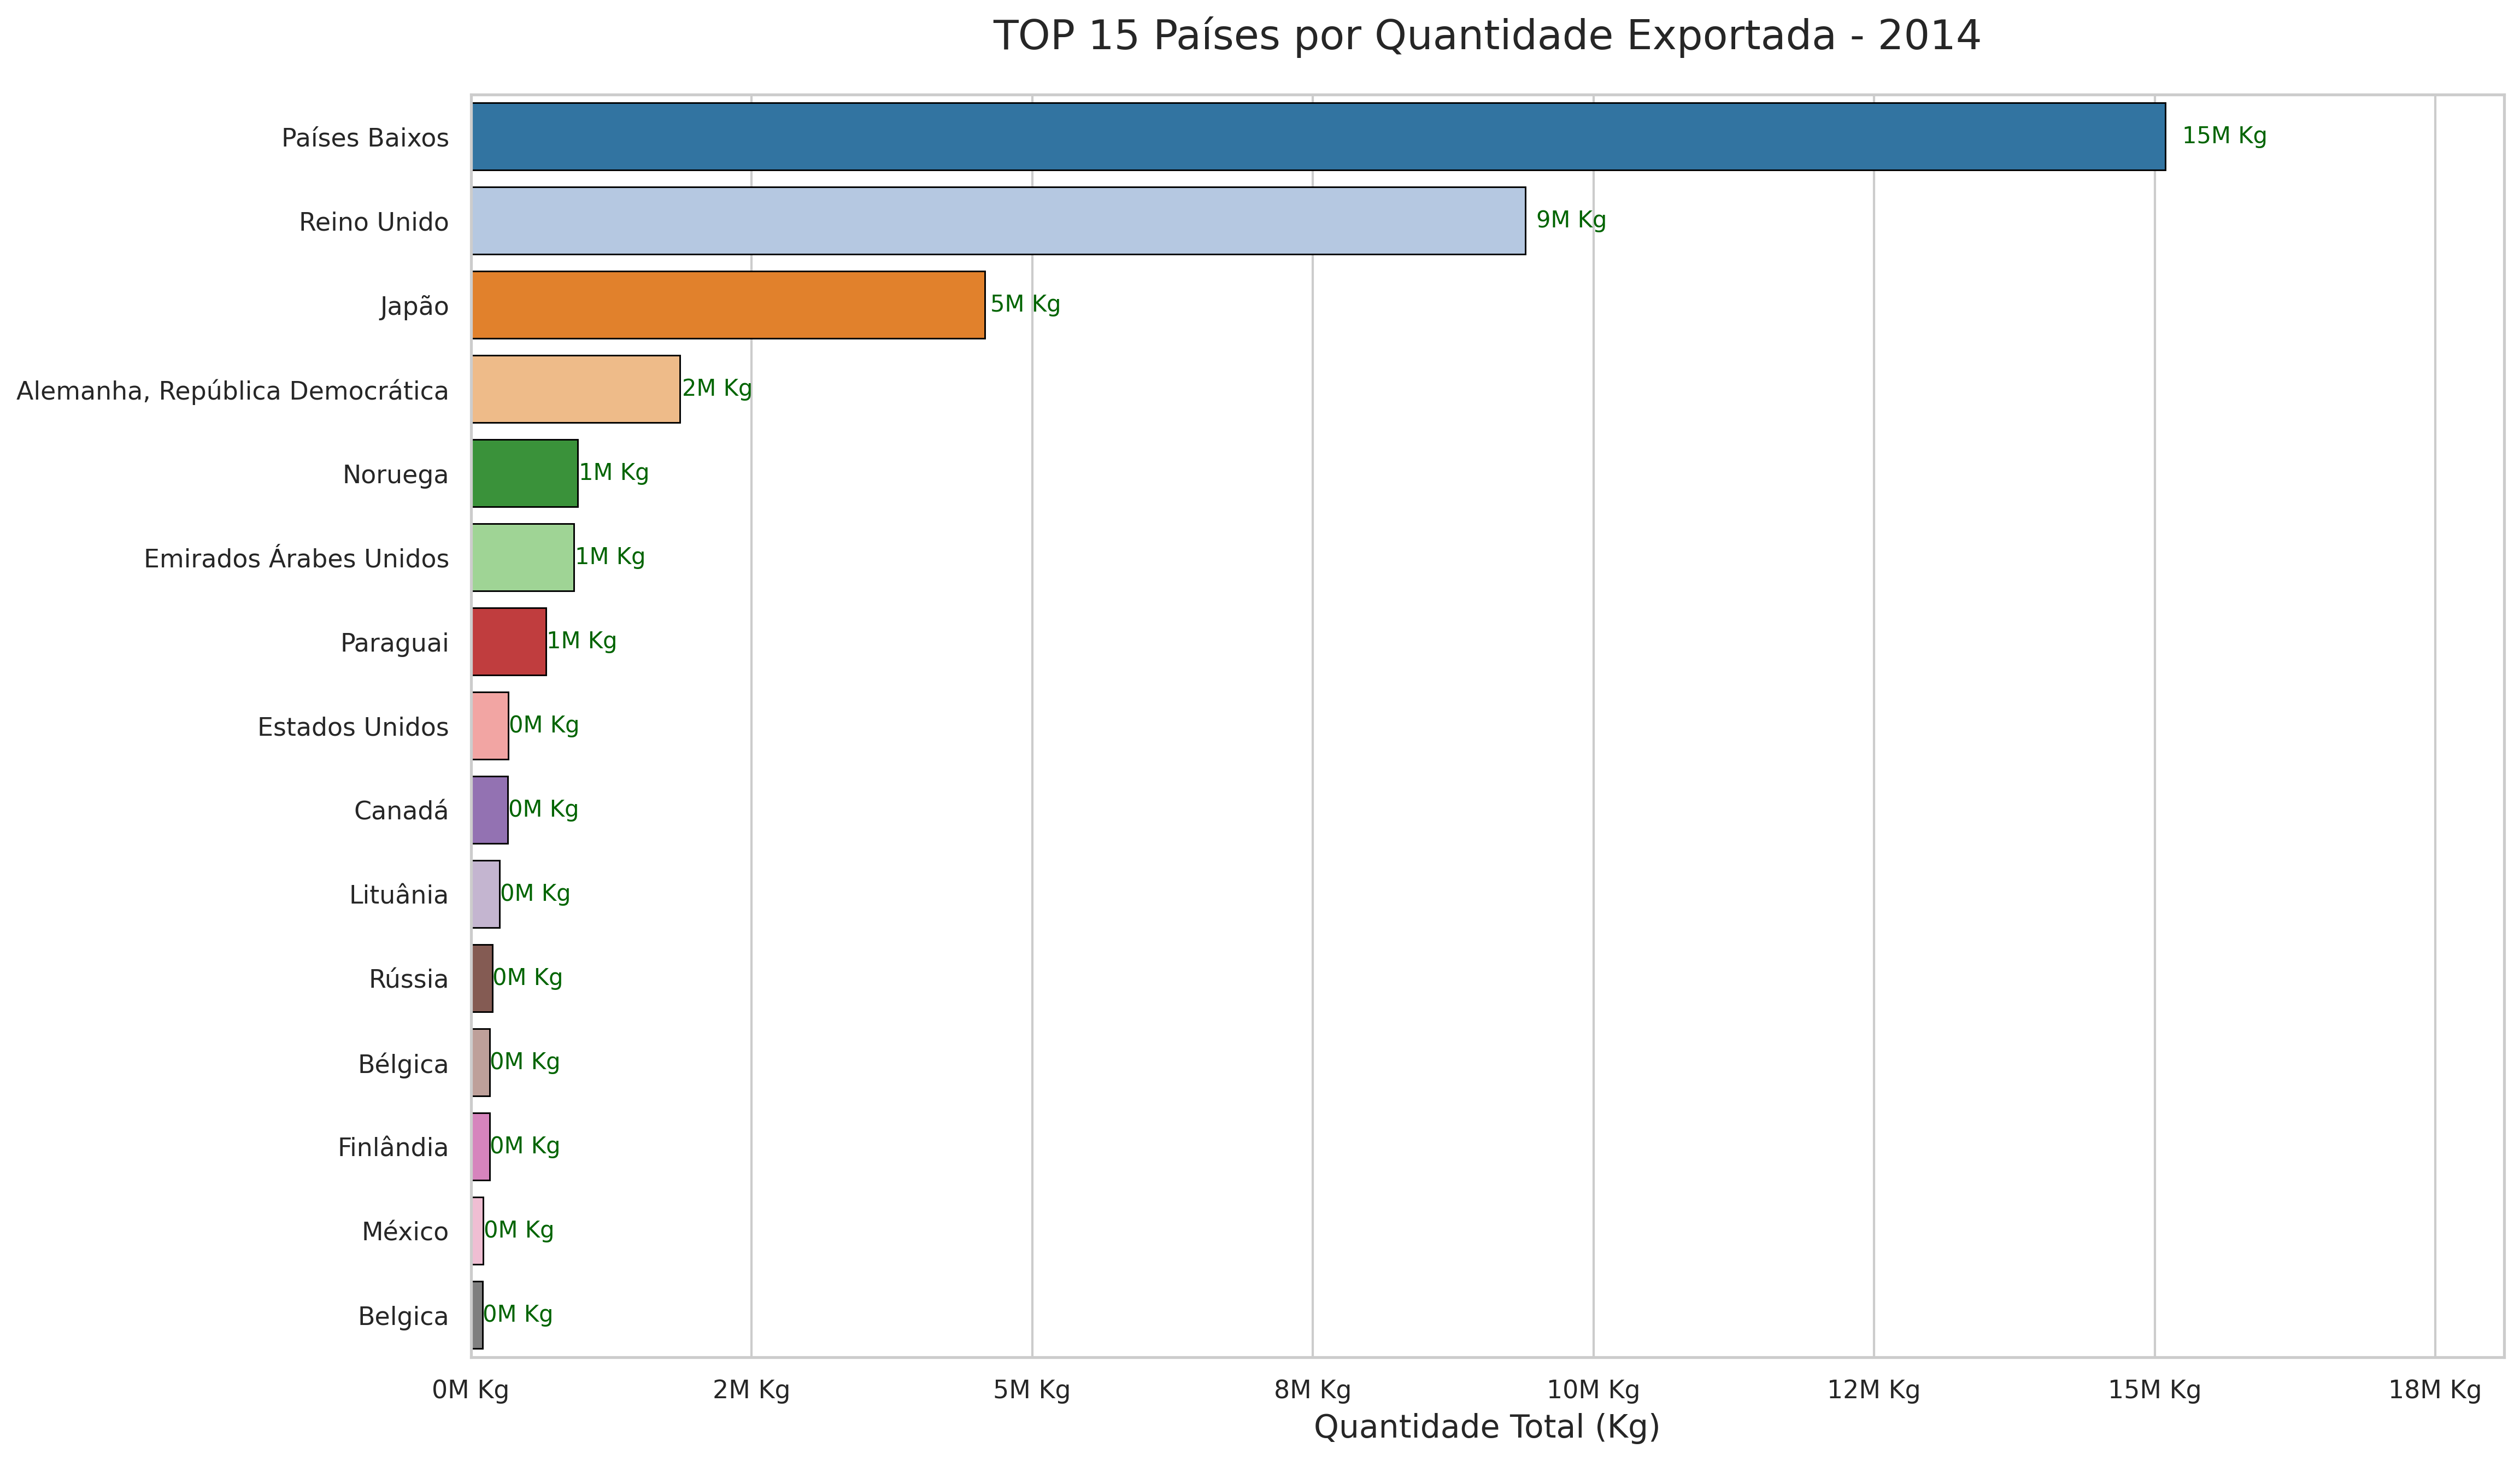 TOP 15 Países por Quantidade Exportada - 2014
Países Baixos 15M Kg
Reino Unido 9M Kg
Japão 5M Kg
Alemanha, República Democrática 2M Kg
Noruega 1M Kg
Emirados Árabes Unidos 1M Kg
Paraguai 1M Kg
Estados Unidos 0M Kg
Canadá 0M Kg
Lituânia 0M Kg
Rússia 0M Kg
Bélgica 0M Kg
Finlândia 0M Kg
México 0M Kg
Belgica 0M Kg
0M Kg 2M Kg 5M Kg 8M Kg 10M Kg 12M Kg 15M Kg 18M Kg
Quantidade Total (Kg)